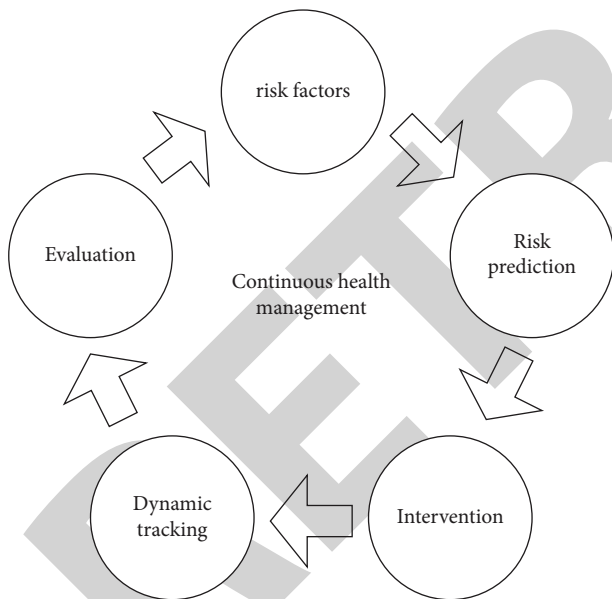 risk factors
Risk
prediction
Intervention
Dynamic
tracking
Evaluation
Continuous health
management